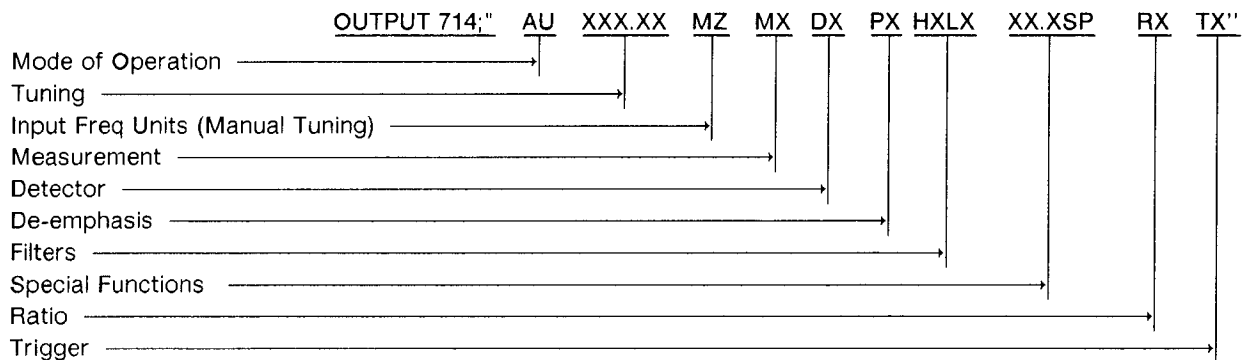 OUTPUT 714;" AU XXX.XX MZ MX DX PX HXLX XX.XSP RX TX''
Mode of Operation
Tuning
Input Freq Units (Manual Tuning)
Measurement
Detector
De-emphasis
Filters
Special Functions
Ratio
Trigger